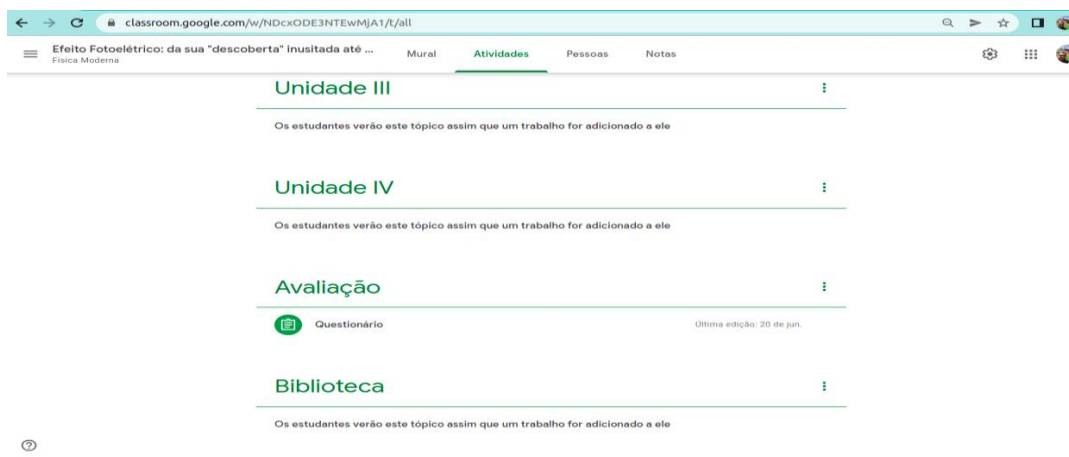 classroom.google.com/w/NDcxODE3NTEwMjA1/t/all
Efeito Fotoelétrico: da sua "descoberta" inusitada até ...
Física Moderna
Mural
Atividades
Pessoas
Notas
Unidade III
Os estudantes verão este tópico assim que um trabalho for adicionado a ele
Unidade IV
Os estudantes verão este tópico assim que um trabalho for adicionado a ele
Avaliação
Questionário
Última edição: 20 de jun.
Biblioteca
Os estudantes verão este tópico assim que um trabalho for adicionado a ele